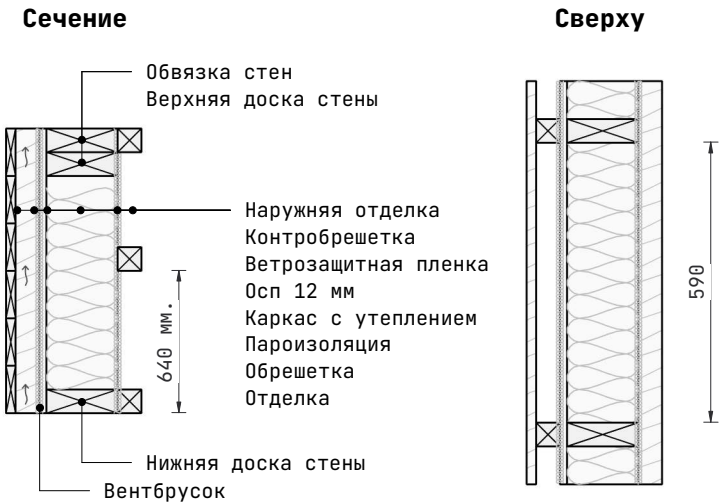 Сечение
Сверху
Обвязка стен
Верхняя доска стены
Наружняя отделка
Контробрешетка
Ветрозащитная пленка
Осп 12 мм
Каркас с утеплением
Пароизоляция
Обрешетка
Отделка
640 мм.
590
Нижняя доска стены
Вентбрусок